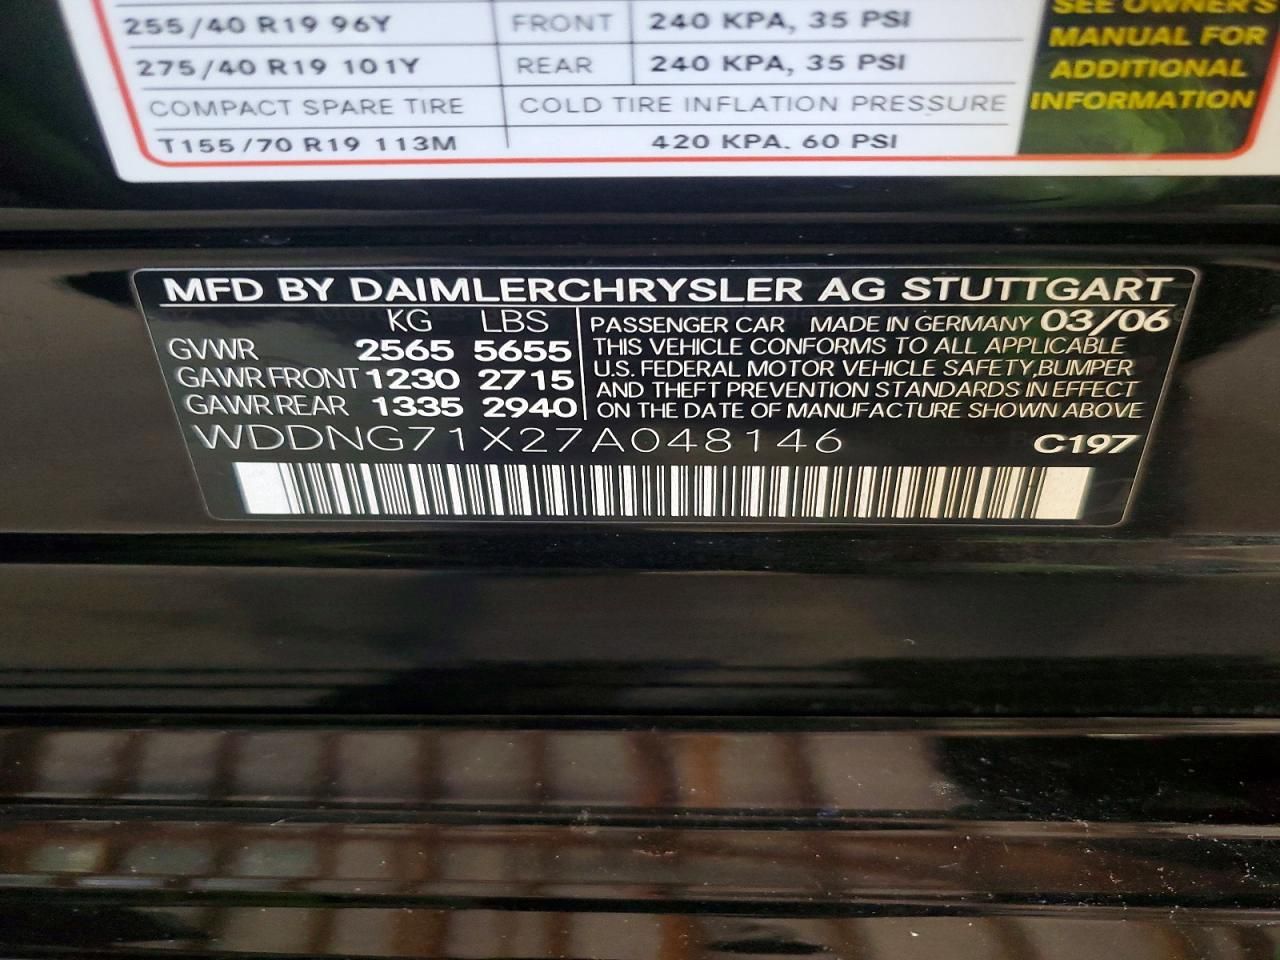 255/40 R19 96Y FRONT 240 KPA, 35 PSI
275/40 R19 101Y REAR 240 KPA, 35 PSI
COMPACT SPARE TIRE COLD TIRE INFLATION PRESSURE
T155/70 R19 113M 420 KPA. 60 PSI
SEE OWNER'S
MANUAL FOR
ADDITIONAL
INFORMATION
MFD BY DAIMLERCHRYSLER AG STUTTGART
KG LBS
GVWR 2565 5655
GAWR FRONT 1230 2715
GAWR REAR 1335 2940
PASSENGER CAR MADE IN GERMANY 03/06
THIS VEHICLE CONFORMS TO ALL APPLICABLE
U.S. FEDERAL MOTOR VEHICLE SAFETY, BUMPER
AND THEFT PREVENTION STANDARDS IN EFFECT
ON THE DATE OF MANUFACTURE SHOWN ABOVE
WDDNG71X27A048146 C197